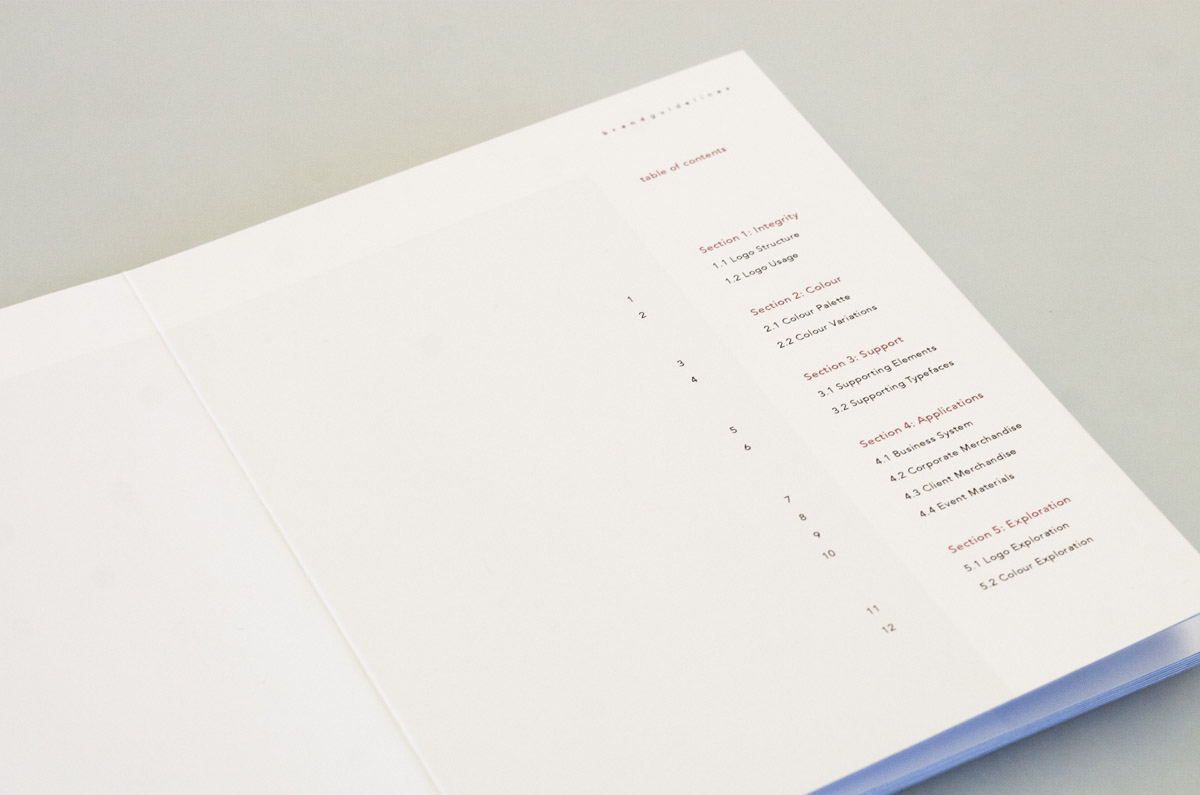 brandguidelines
table of contents
Section 1: Integrity
1 1.1 Logo Structure
2 1.2 Logo Usage
Section 2: Colour
3 2.1 Colour Palette
4 2.2 Colour Variations
Section 3: Support
5 3.1 Supporting Elements
6 3.2 Supporting Typefaces
Section 4: Applications
7 4.1 Business System
8 4.2 Corporate Merchandise
9 4.3 Client Merchandise
10 4.4 Event Materials
Section 5: Exploration
11 5.1 Logo Exploration
12 5.2 Colour Exploration